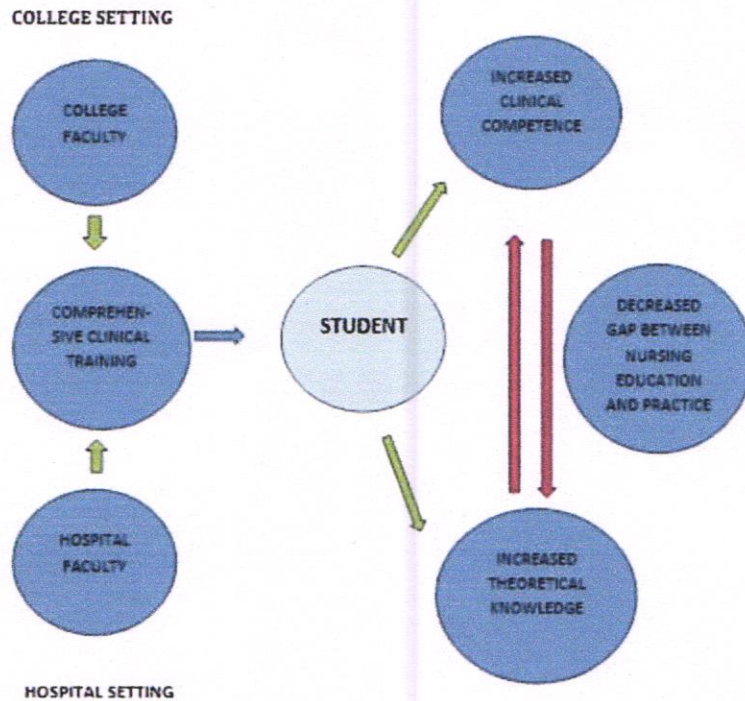 COLLEGE SETTING
COLLEGE
FACULTY
INCREASED
CLINICAL
COMPETENCE
COMPREHEN-
SIVE CLINICAL
TRAINING
STUDENT
DECREASED
GAP BETWEEN
NURSING
EDUCATION
AND PRACTICE
HOSPITAL
FACULTY
INCREASED
THEORETICAL
KNOWLEDGE
HOSPITAL SETTING